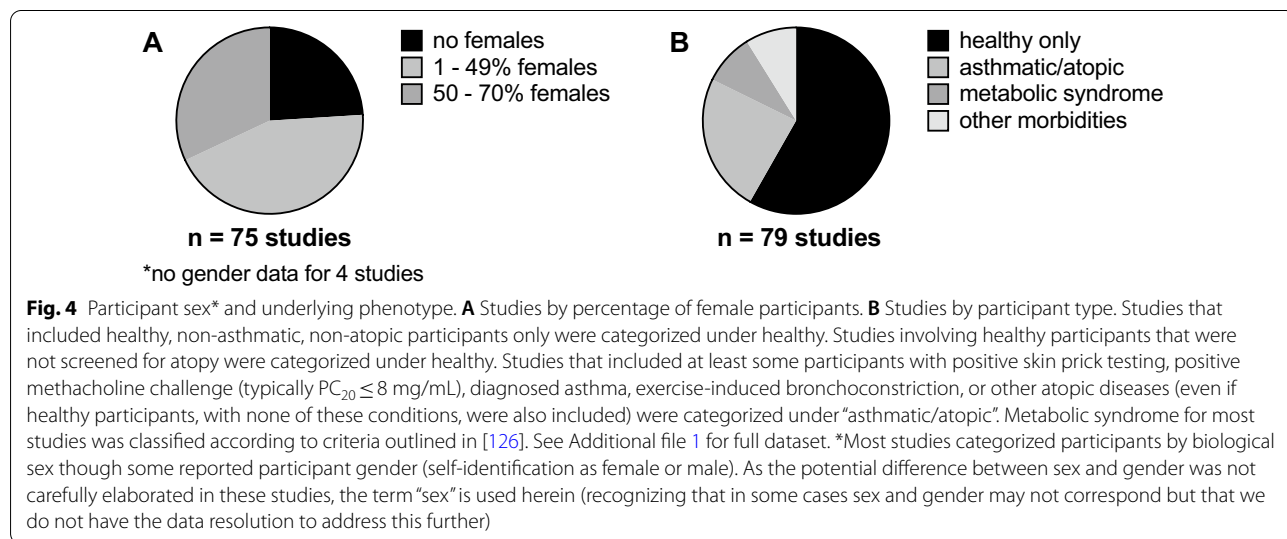 A
no females
1 - 49% females
50 - 70% females
n = 75 studies
*no gender data for 4 studies
B
healthy only
asthmatic/atopic
metabolic syndrome
other morbidities
n = 79 studies
Fig. 4 Participant sex* and underlying phenotype. A Studies by percentage of female participants. B Studies by participant type. Studies that
included healthy, non-asthmatic, non-atopic participants only were categorized under healthy. Studies involving healthy participants that were
not screened for atopy were categorized under healthy. Studies that included at least some participants with positive skin prick testing, positive
methacholine challenge (typically PC20 ≤ 8 mg/mL), diagnosed asthma, exercise-induced bronchoconstriction, or other atopic diseases (even if
healthy participants, with none of these conditions, were also included) were categorized under “asthmatic/atopic”. Metabolic syndrome for most
studies was classified according to criteria outlined in [126]. See Additional file 1 for full dataset. *Most studies categorized participants by biological
sex though some reported participant gender (self-identification as female or male). As the potential difference between sex and gender was not
carefully elaborated in these studies, the term “sex” is used herein (recognizing that in some cases sex and gender may not correspond but that we
do not have the data resolution to address this further)